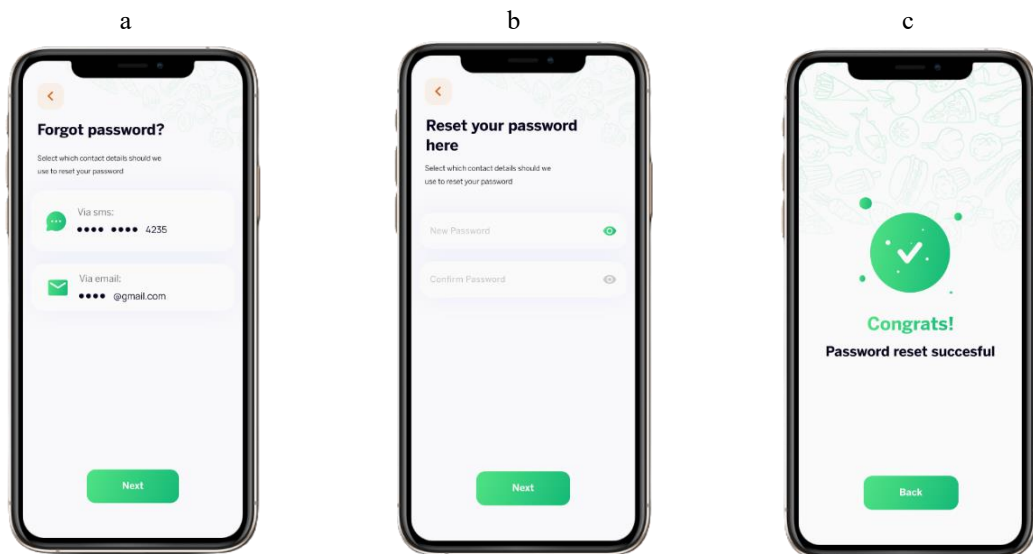 a
b
c
Forgot password?
Select which contact details should we
use to reset your password
Via sms:
•••• •••• 4235
Via email:
•••• @gmail.com
Next
Reset your password
here
Select which contact details should we
use to reset your password
New Password
Confirm Password
Next
Congrats!
Password reset succesful
Back